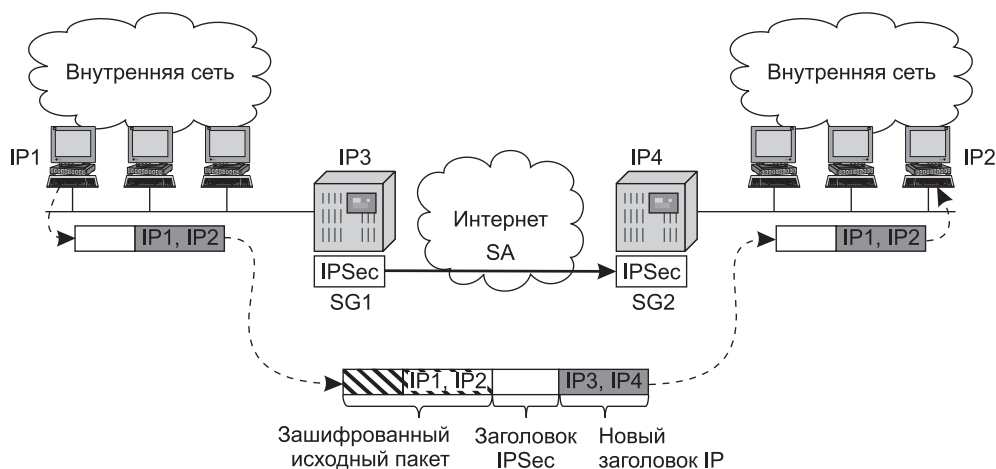 Внутренняя сеть
Внутренняя сеть
IP1
IP3
IP4
IP2
Интернет
SA
IP1, IP2
IP1, IP2
IPSec
IPSec
SG1
SG2
IP1, IP2
IP3, IP4
Зашифрованный
исходный пакет
Заголовок
IPSec
Новый
заголовок IP